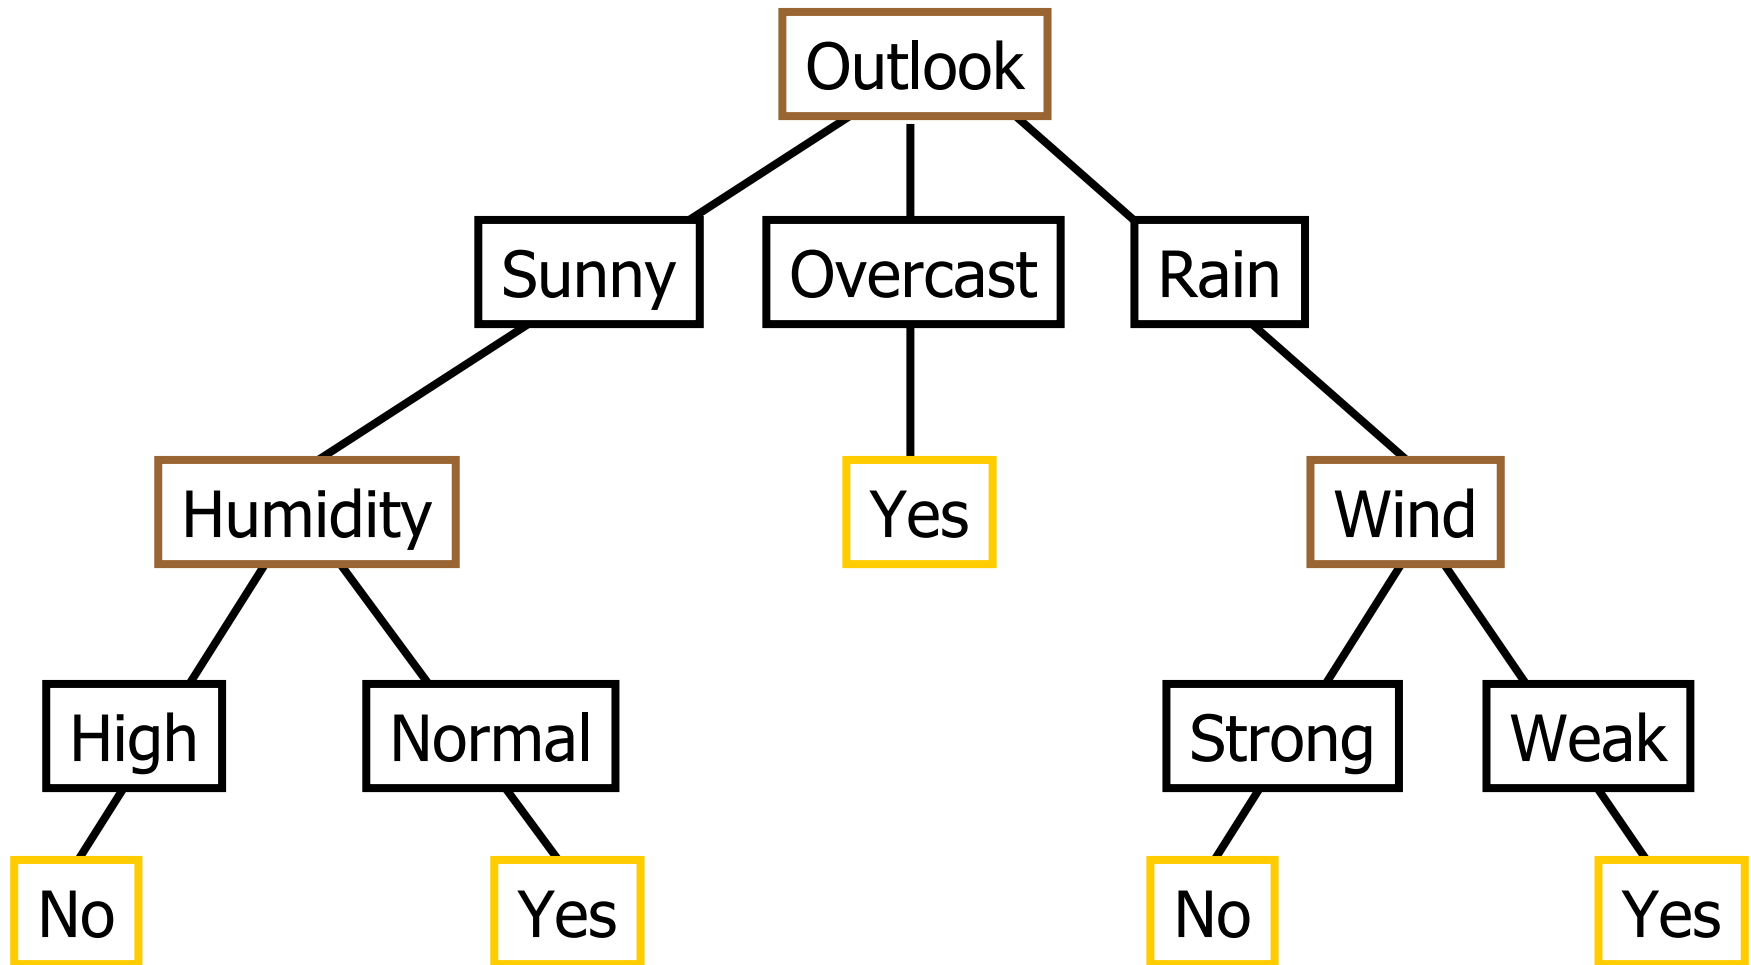 Outlook
Sunny Overcast Rain
Humidity Yes Wind
High Normal Strong Weak
No Yes No Yes